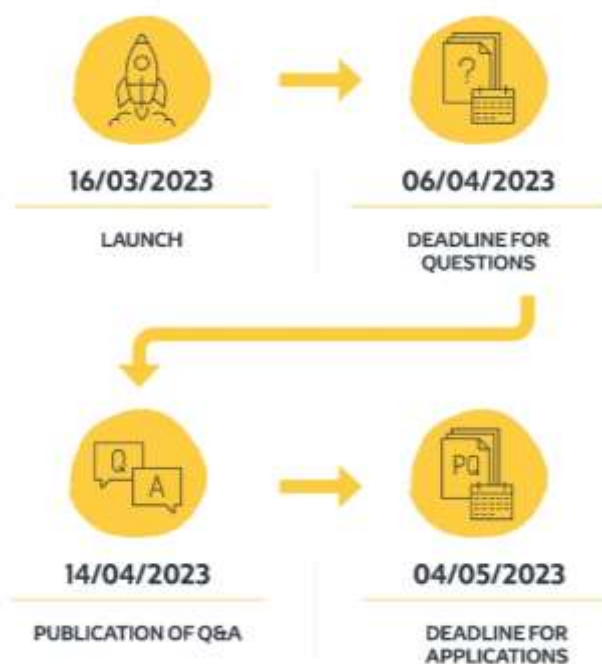 ?
16/03/2023
06/04/2023
LAUNCH
DEADLINE FOR
QUESTIONS
Q
A
PQ
14/04/2023
04/05/2023
PUBLICATION OF Q&A
DEADLINE FOR
APPLICATIONS